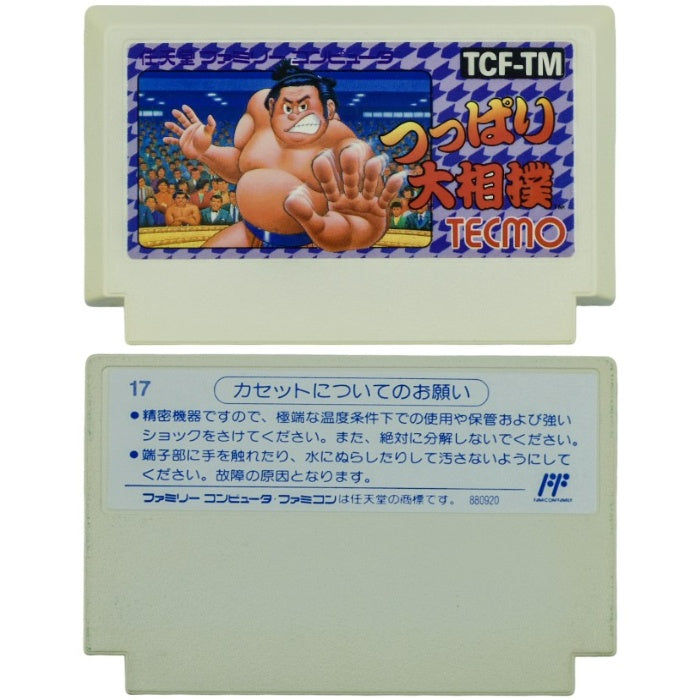 任天堂 ファミリー コンピュータ
TCF-TM
つっぱり
大相撲
TECMO
17
カセットについてのお願い
●精密機器ですので、極端な温度条件下での使用や保管および強い
ショックをさけてください。また、絶対に分解しないでください。
●端子部に手を触れたり、水にぬらしたりして汚さないようにして
ください。故障の原因となります。
ファミリー コンピュータ・ファミコンは任天堂の商標です。 880920
FF
FAMICOM FAMILY